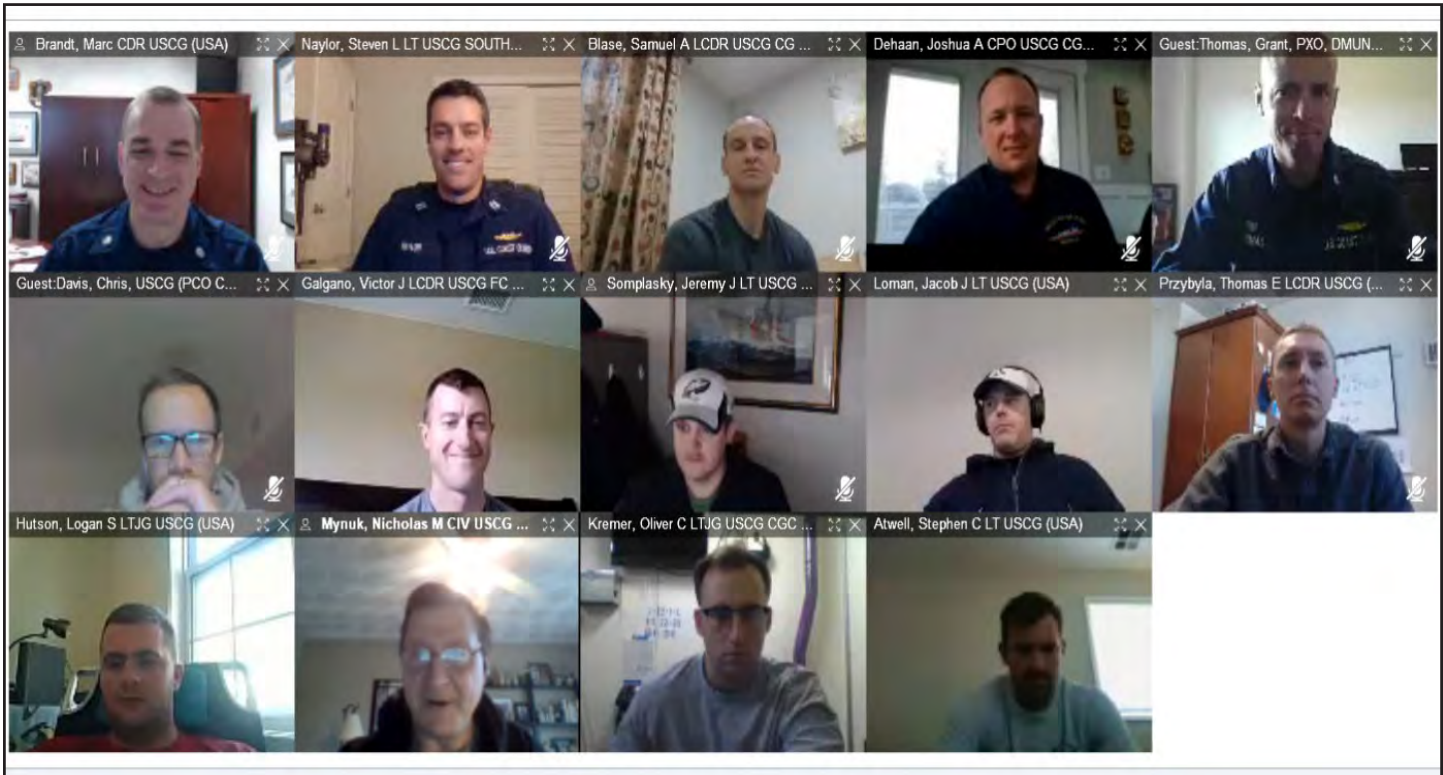 Brandt, Marc CDR USCG (USA)
Naylor, Steven L LT USCG SOUTH...
Blase, Samuel A LCDR USCG CG ...
Dehaan, Joshua A CPO USCG CG...
Guest:Thomas, Grant, PXO, DMUN...
U.S. COAST GUARD
Guest:Davis, Chris, USCG (PCO C...
Galgano, Victor J LCDR USCG FC ...
Somplasky, Jeremy J LT USCG ...
Loman, Jacob J LT USCG (USA)
Przybyla, Thomas E LCDR USCG (...
Hutson, Logan S LTJG USCG (USA)
Mynuk, Nicholas M CIV USCG ...
Kremer, Oliver C LTJG USCG CGC ...
Atwell, Stephen C LT USCG (USA)